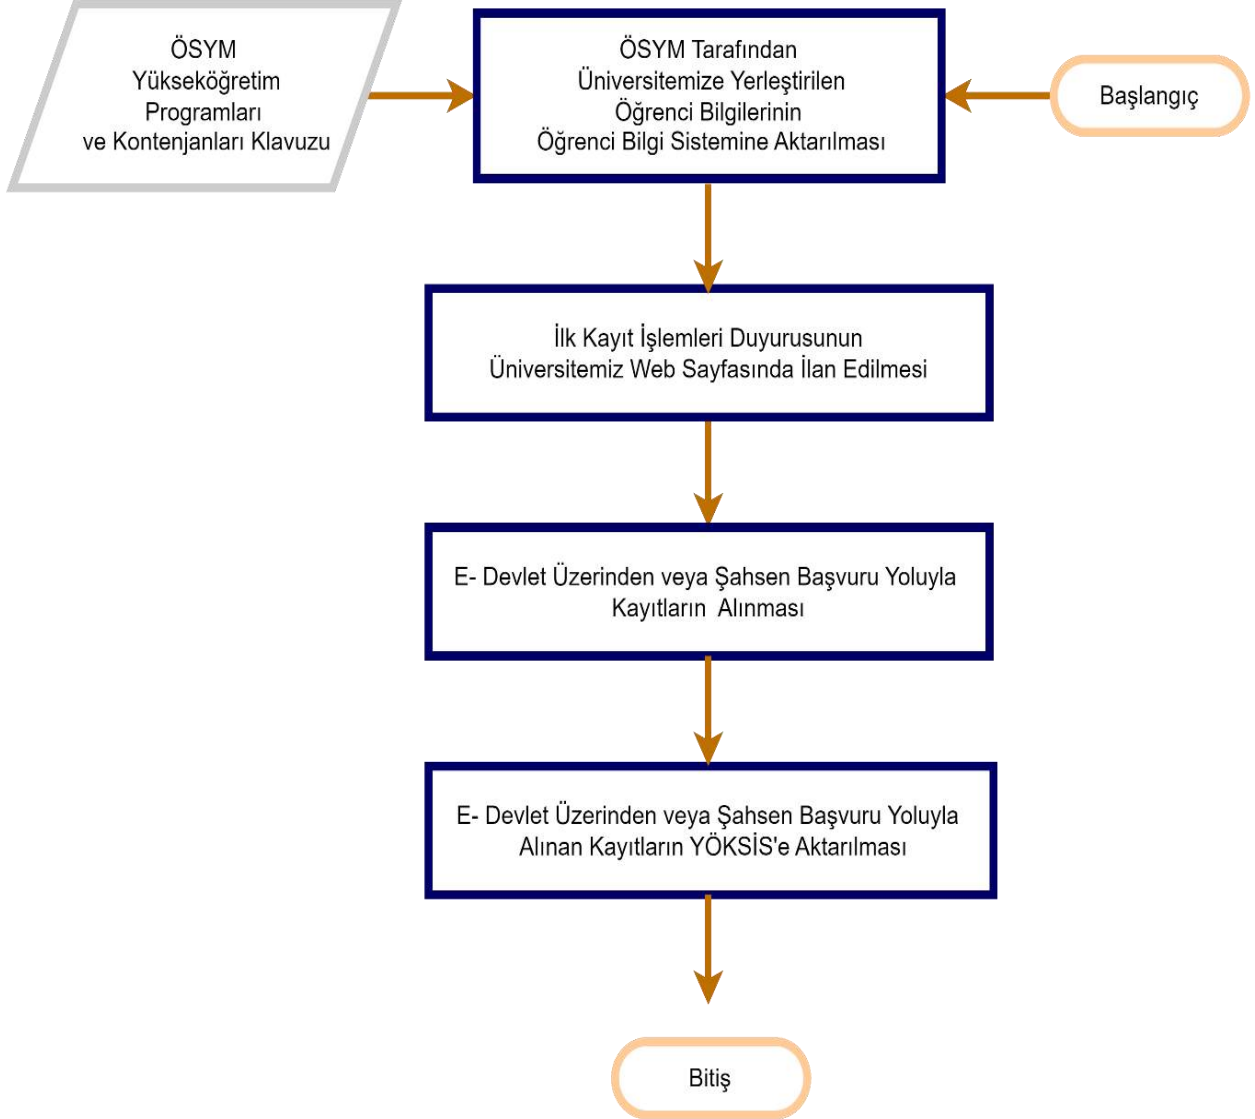 ÖSYM
Yükseköğretim
Programları
ve Kontenjanları Klavuzu
ÖSYM Tarafından
Üniversitemize Yerleştirilen
Öğrenci Bilgilerinin
Öğrenci Bilgi Sistemine Aktarılması
Başlangıç
İlk Kayıt İşlemleri Duyurusunun
Üniversitemiz Web Sayfasında İlan Edilmesi
E- Devlet Üzerinden veya Şahsen Başvuru Yoluyla
Kayıtların Alınması
E- Devlet Üzerinden veya Şahsen Başvuru Yoluyla
Alınan Kayıtların YÖKSİS'e Aktarılması
Bitiş